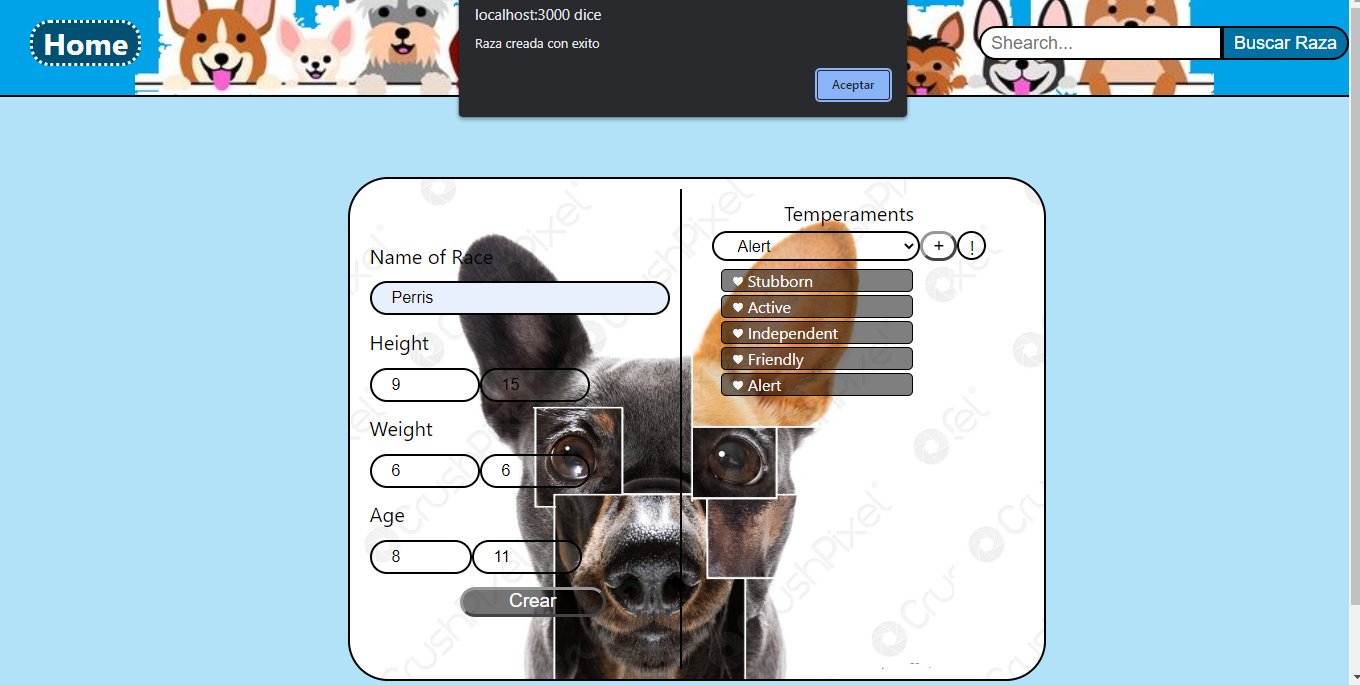 localhost:3000 dice
Home
Raza creada con exito
Shearch...
Buscar Raza
Aceptar
Temperaments
Alert
+
!
Name of Race
Perris
Stubborn
Active
Independent
Friendly
Alert
Height
9
15
Weight
6
6
Age
8
11
Crear
CrushPixel
CrushPixel
CrushPixel
CrushPixel